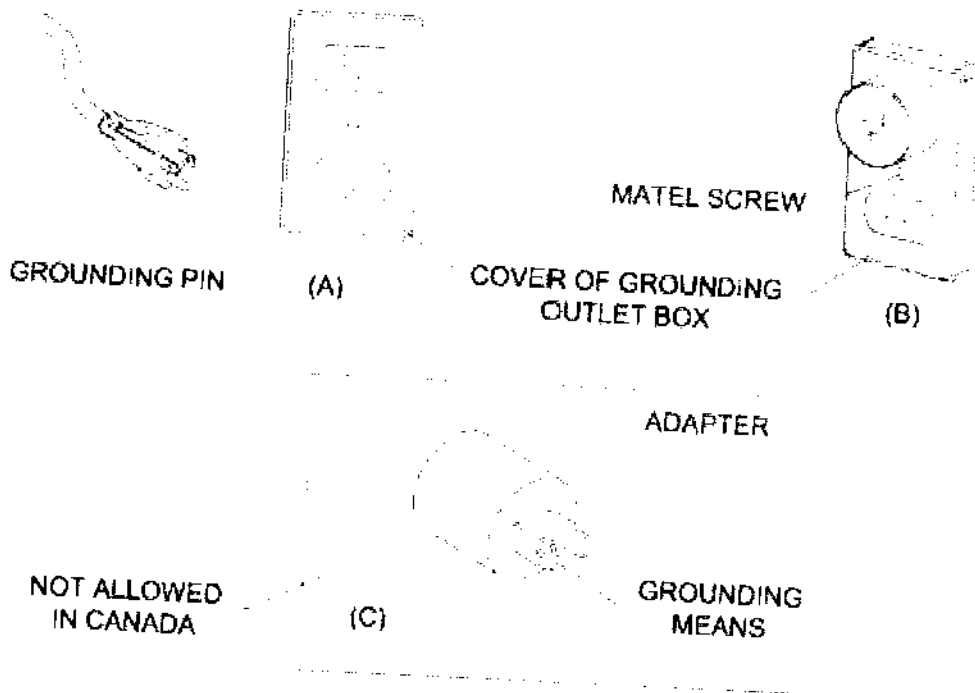 MATEL SCREW
GROUNDING PIN
(A)
COVER OF GROUNDING
OUTLET BOX
(B)
ADAPTER
NOT ALLOWED
IN CANADA
(C)
GROUNDING
MEANS